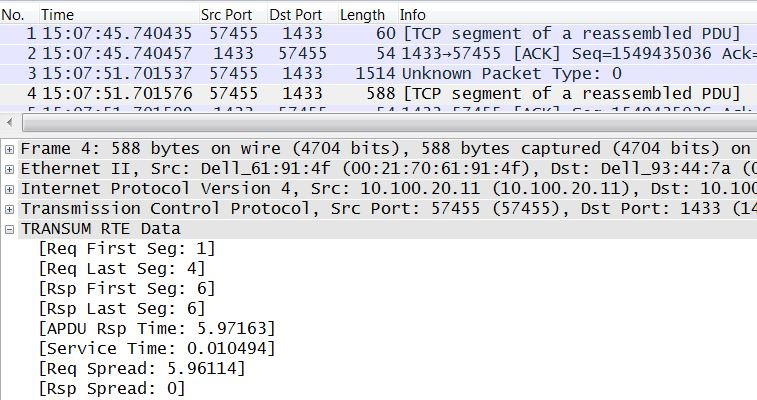 No. Time Src Port Dst Port Length Info
1 15:07:45.740435 57455 1433 60 [TCP segment of a reassembled PDU]
2 15:07:45.940457 1433 57455 54 1433→57455 [ACK] Seq=1549435036 Ack=
3 15:07:51.701537 57455 1433 1514 Unknown Packet Type: 0
4 15:07:51.701576 57455 1433 588 [TCP segment of a reassembled PDU]
Frame 4: 588 bytes on wire (4704 bits), 588 bytes captured (4704 bits) on
Ethernet II, Src: Dell_61:91:4f (00:21:70:61:91:4f), Dst: Dell_93:44:7a (0
Internet Protocol Version 4, Src: 10.100.20.11 (10.100.20.11), Dst: 10.100
Transmission Control Protocol, Src Port: 57455 (57455), Dst Port: 1433 (14
TRANSUM RTE Data
[Req First Seg: 1]
[Req Last Seg: 4]
[Rsp First Seg: 6]
[Rsp Last Seg: 6]
[APDU Rsp Time: 5.97163]
[Service Time: 0.010494]
[Req Spread: 5.96114]
[Rsp Spread: 0]